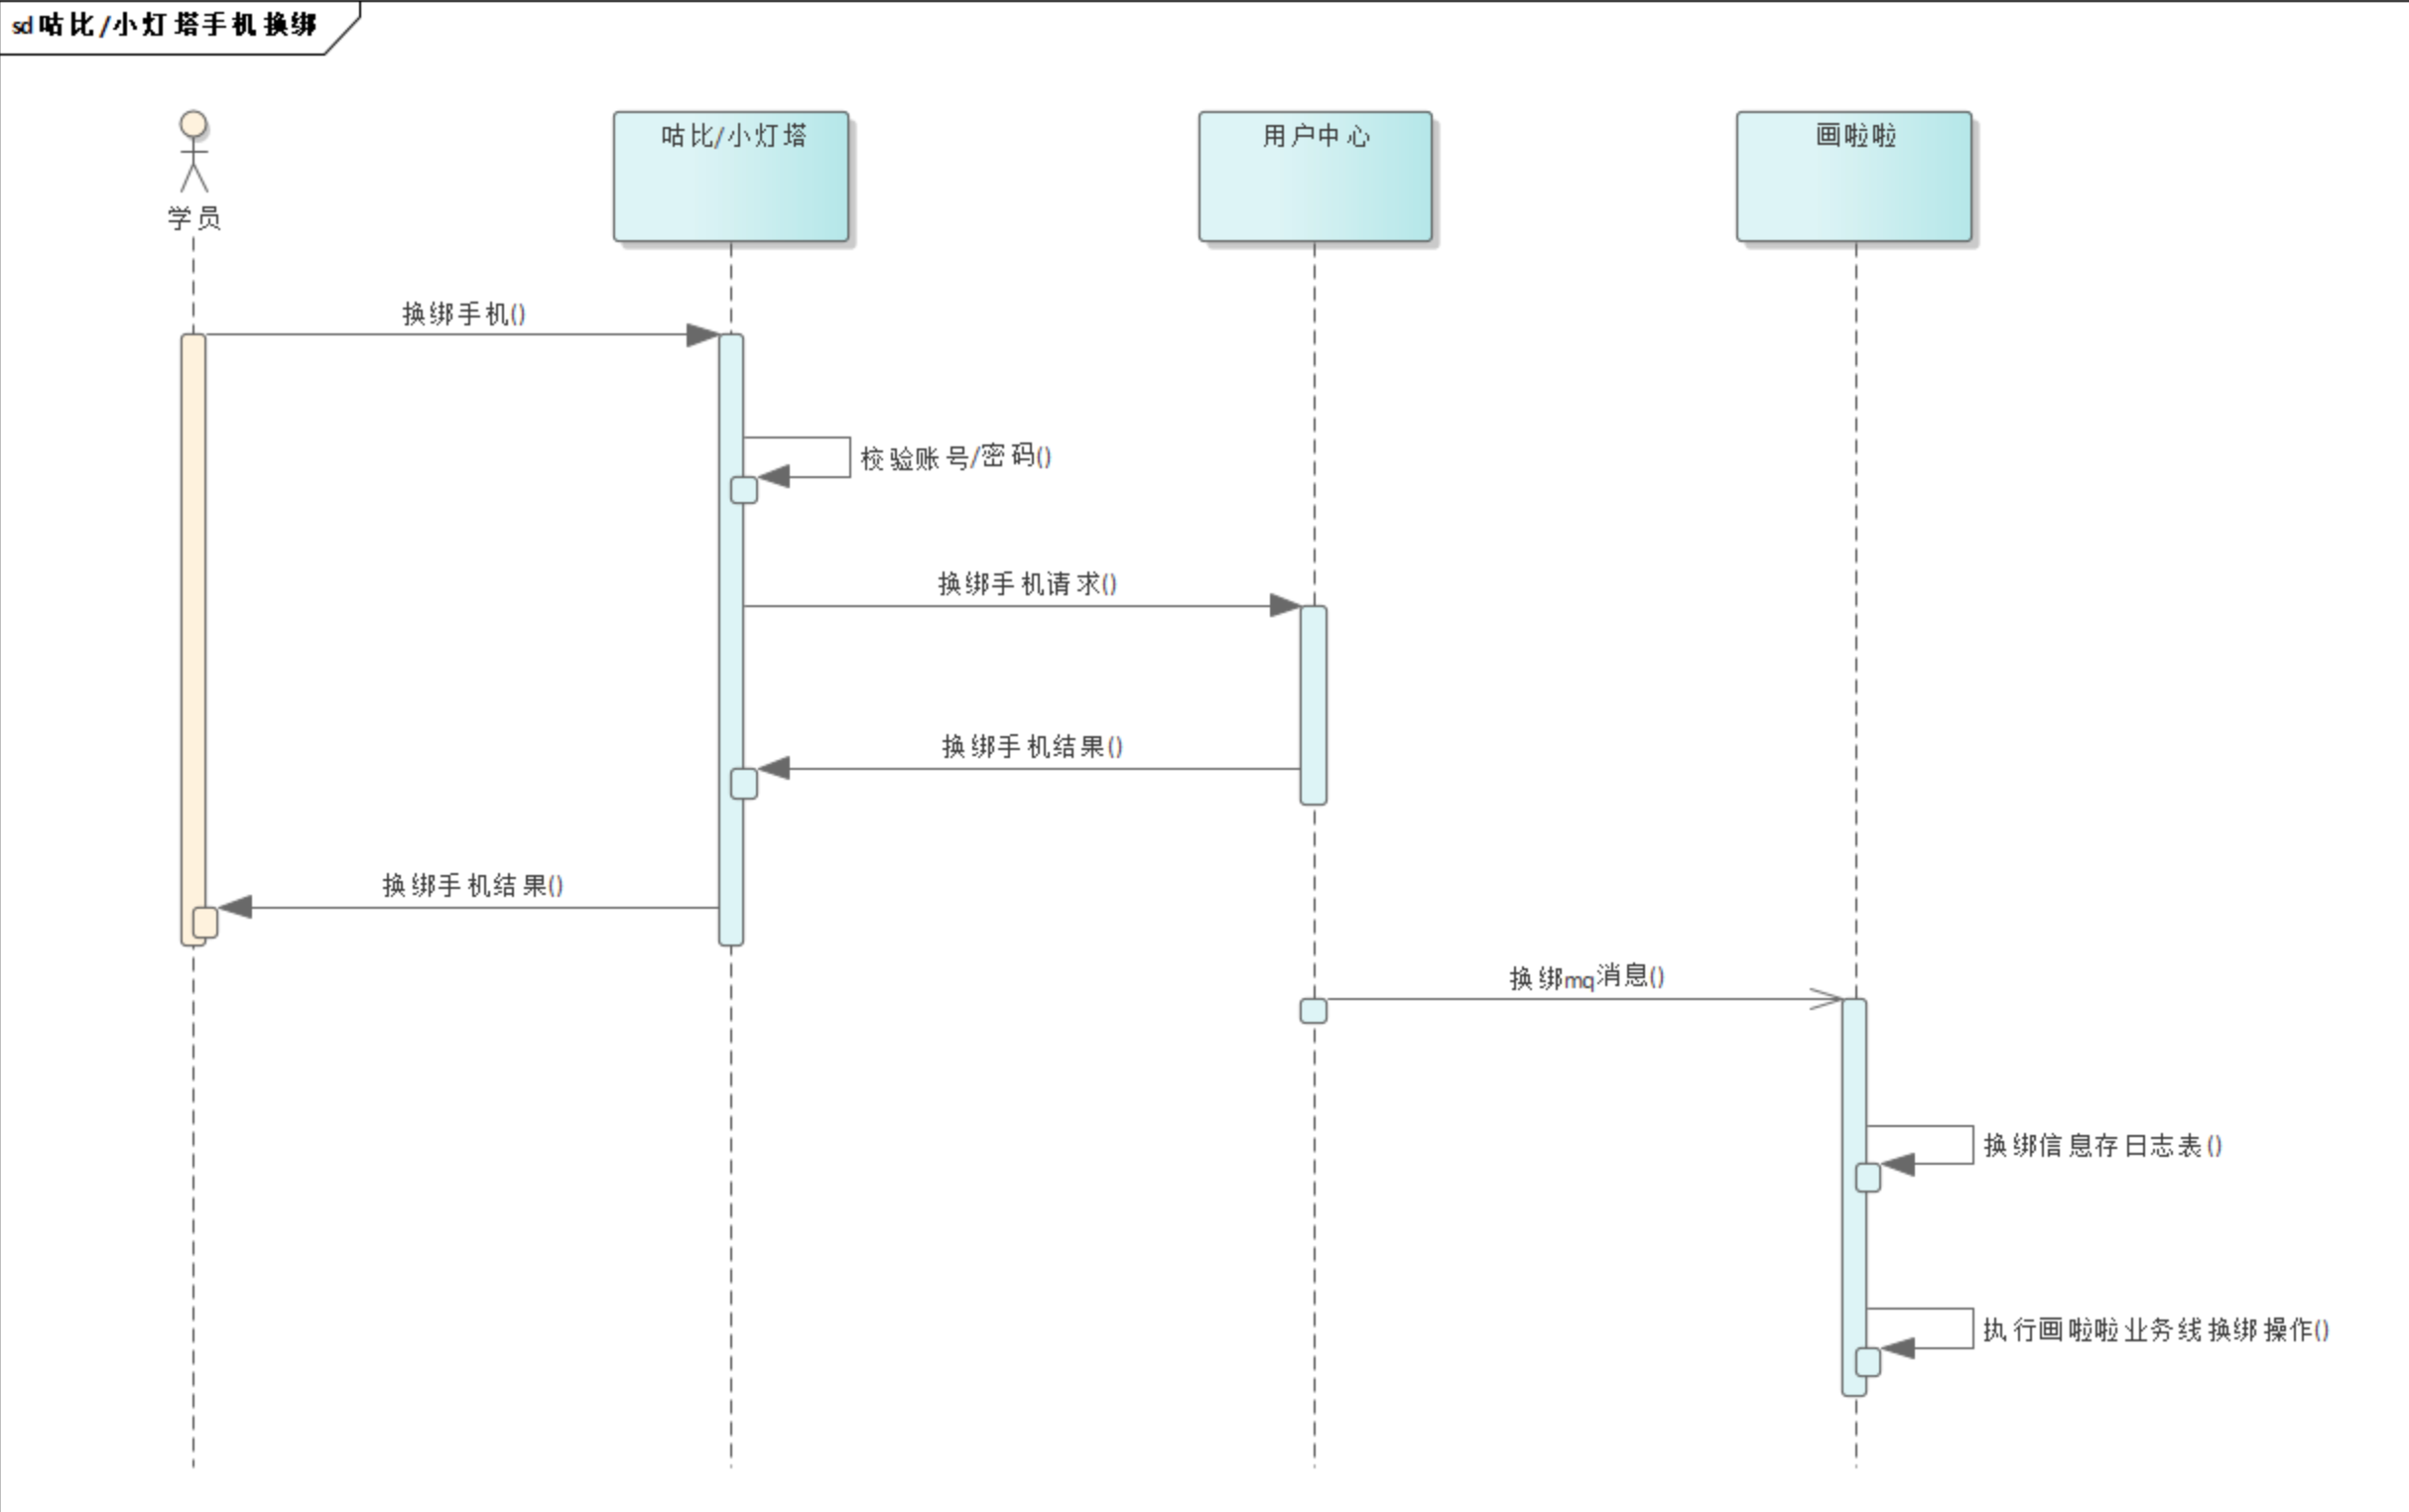 sd 咕比/小灯塔手机换绑
学员
咕比/小灯塔
用户中心
画啦啦
换绑手机()
校验账号/密码()
换绑手机请求()
换绑手机结果()
换绑手机结果()
换绑mq消息()
换绑信息存日志表()
执行画啦啦业务线换绑操作()